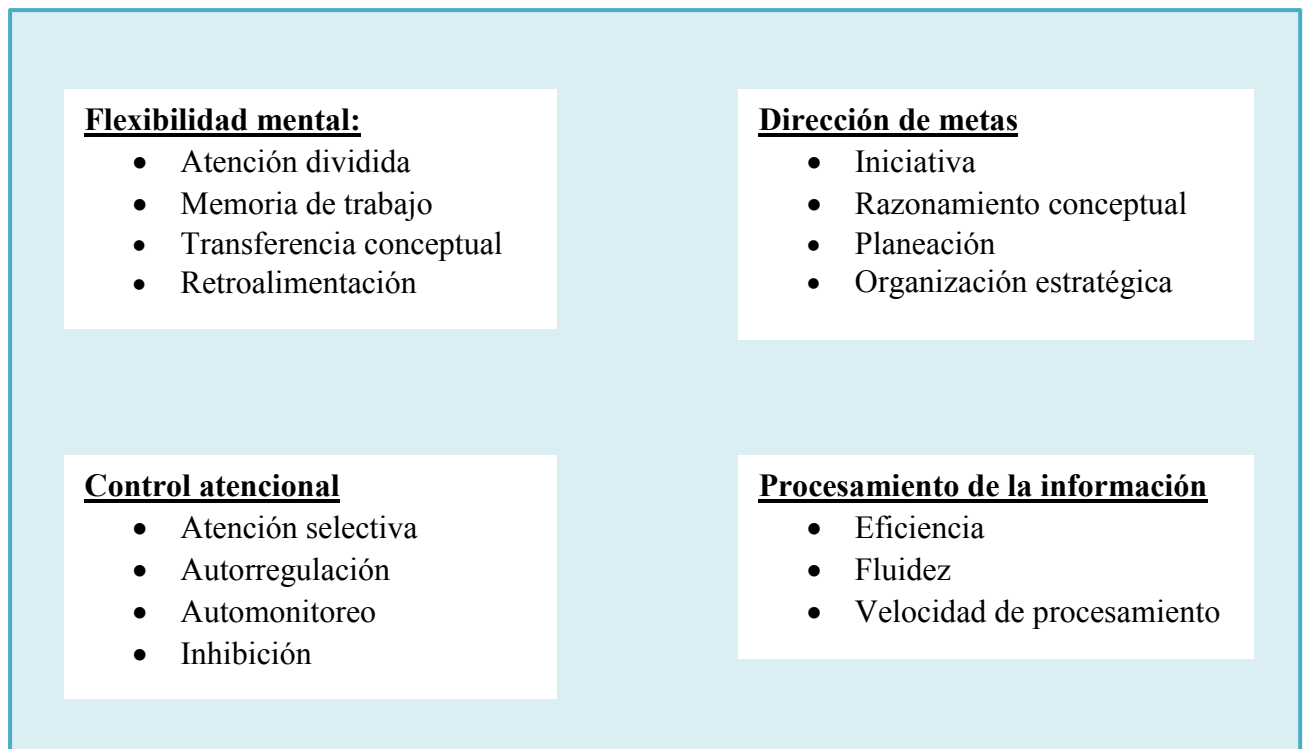 Flexibilidad mental:
• Atención dividida
• Memoria de trabajo
• Transferencia conceptual
• Retroalimentación
Dirección de metas
• Iniciativa
• Razonamiento conceptual
• Planeación
• Organización estratégica
Control atencional
• Atención selectiva
• Autorregulación
• Automonitoreo
• Inhibición
Procesamiento de la información
• Eficiencia
• Fluidez
• Velocidad de procesamiento